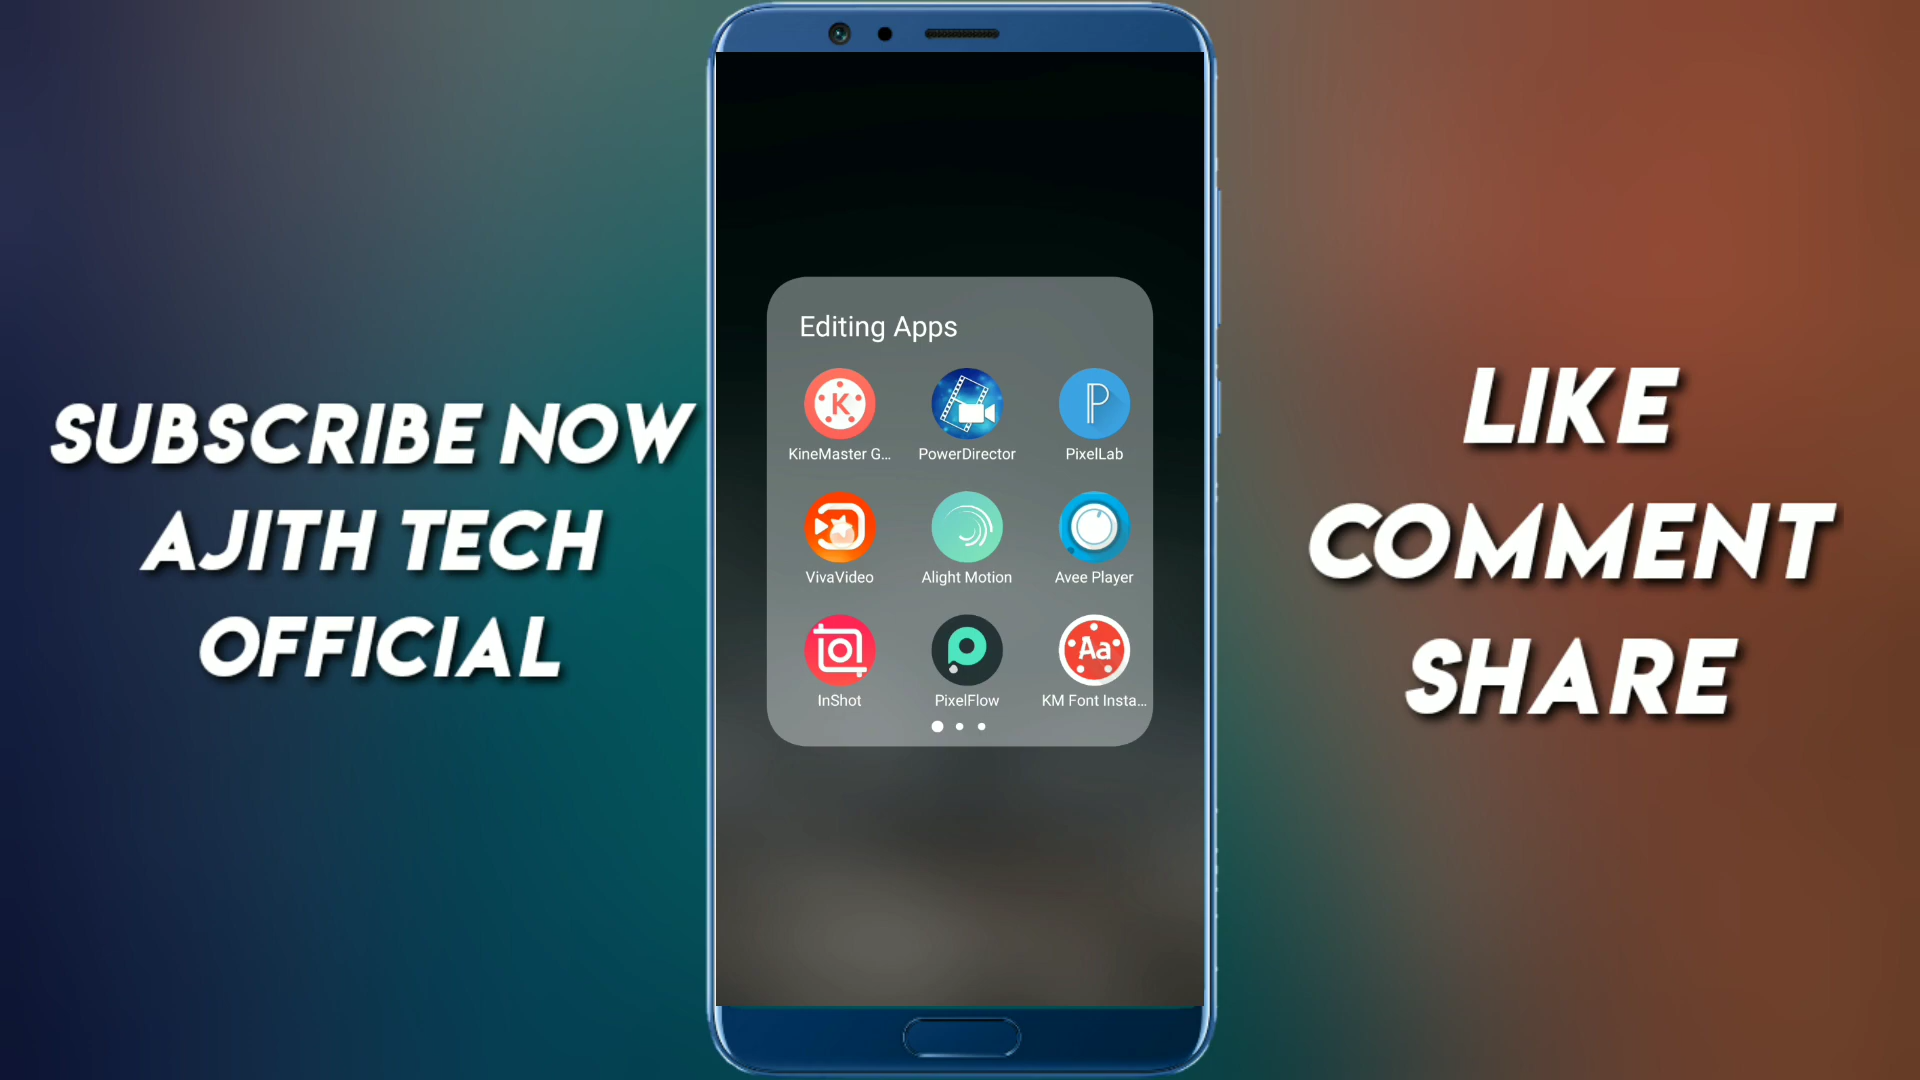 SUBSCRIBE NOW
AJITH TECH
OFFICIAL
Editing Apps
K
P
KineMaster G...
PowerDirector
PixelLab
VivaVideo
Alight Motion
Avee Player
Aa
InShot
PixelFlow
KM Font Insta...
LIKE
COMMENT
SHARE